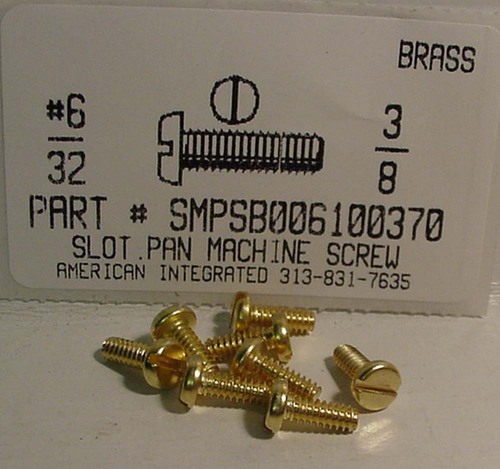 BRASS
#6
32
3
8
PART # SMPSB006100370
SLOT.PAN MACHINE SCREW
AMERICAN INTEGRATED 313-831-7635